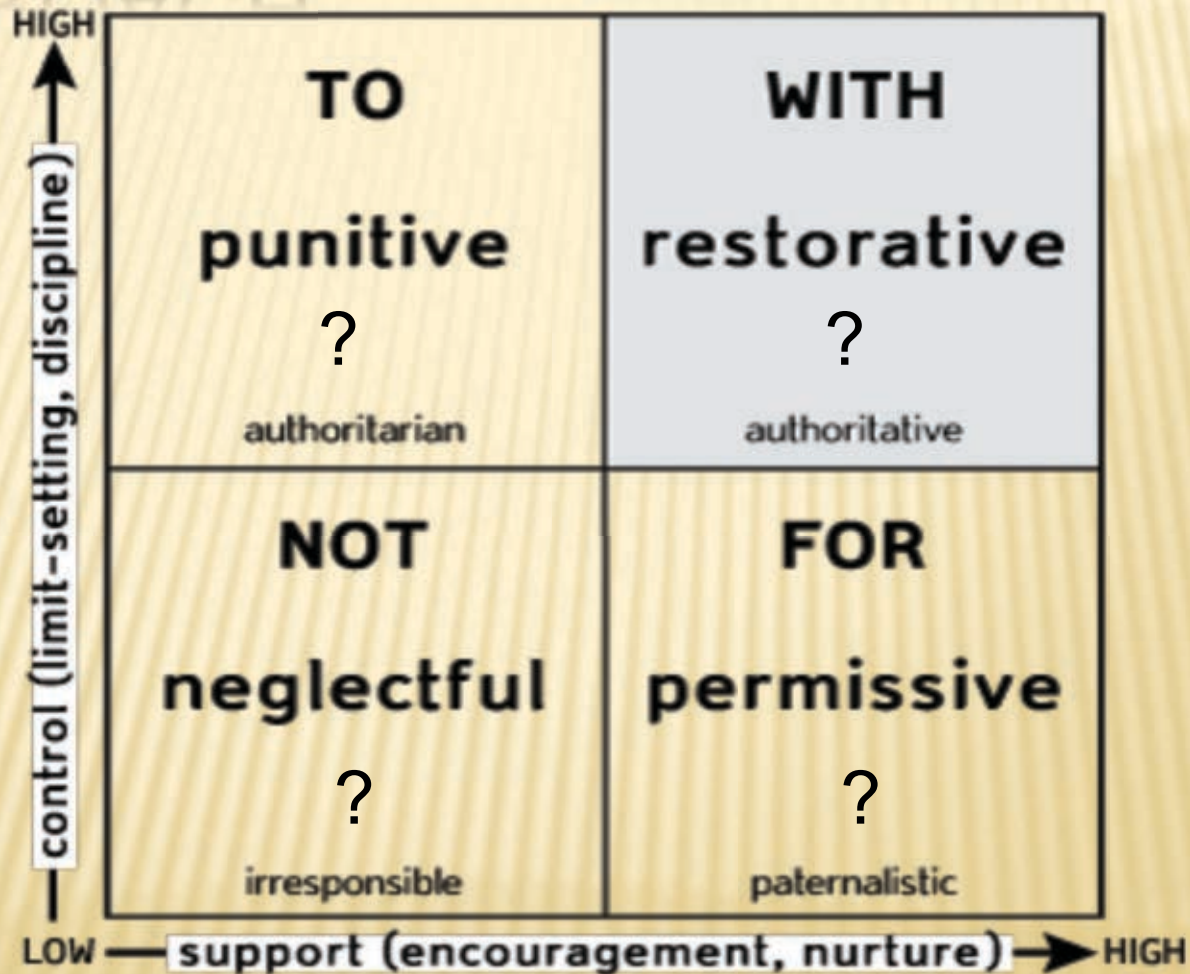 HIGH
control (limit-setting, discipline)
TO
punitive
?
authoritarian
WITH
restorative
?
authoritative
NOT
neglectful
?
irresponsible
FOR
permissive
?
paternalistic
LOW
support (encouragement, nurture)
HIGH